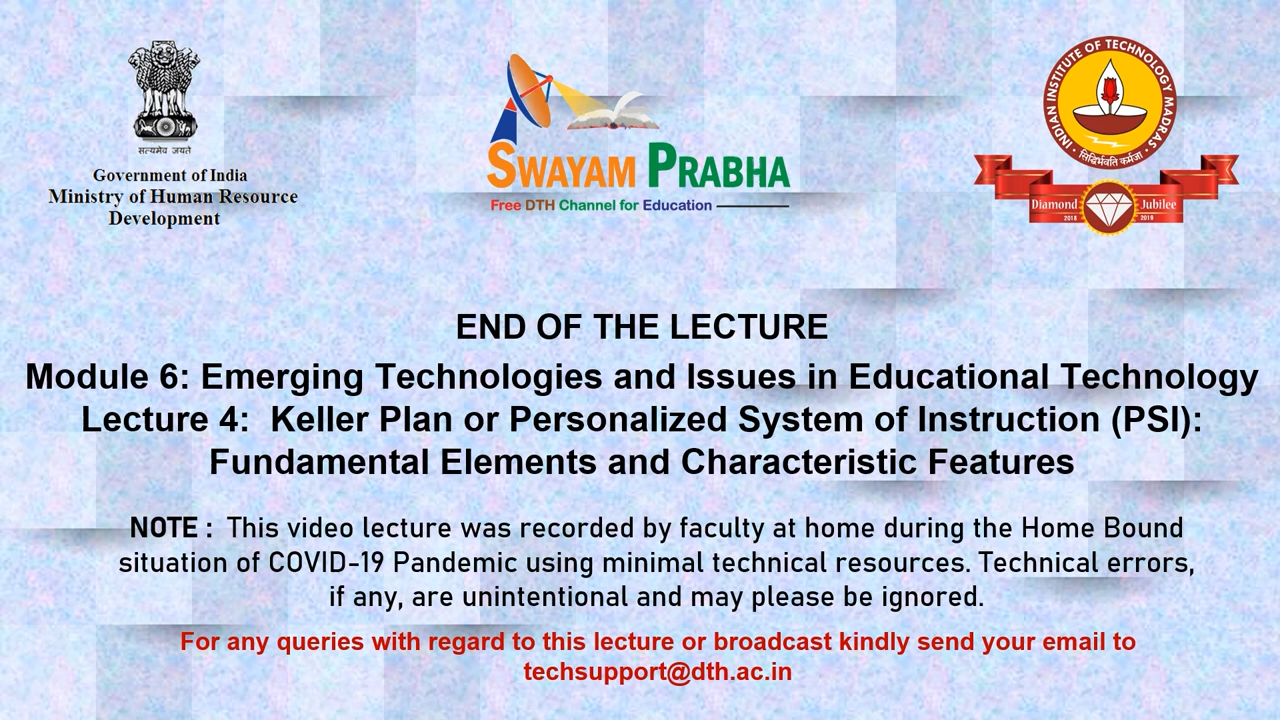 सत्यमेव जयते
Government of India
Ministry of Human Resource
Development
SWAYAM PRABHA
Free DTH Channel for Education
INDIAN INSTITUTE OF TECHNOLOGY MADRAS
सिद्धिर्भवति कर्मजा
Diamond Jubilee
2018 2019
END OF THE LECTURE
Module 6: Emerging Technologies and Issues in Educational Technology
Lecture 4:  Keller Plan or Personalized System of Instruction (PSI):
Fundamental Elements and Characteristic Features
NOTE :  This video lecture was recorded by faculty at home during the Home Bound
situation of COVID-19 Pandemic using minimal technical resources. Technical errors,
if any, are unintentional and may please be ignored.
For any queries with regard to this lecture or broadcast kindly send your email to
techsupport@dth.ac.in